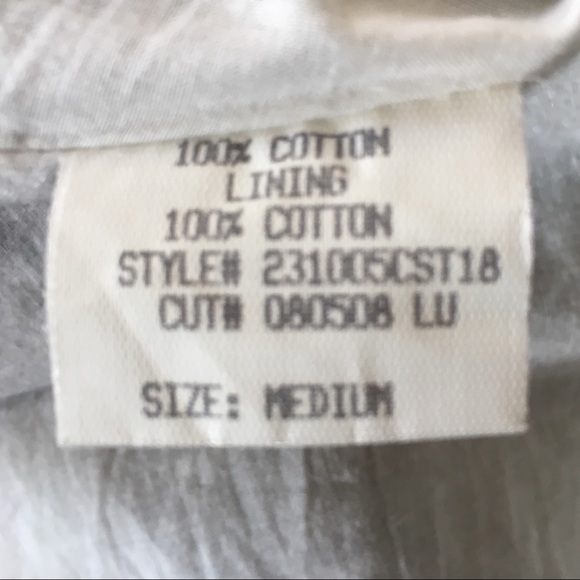 100% COTTON
LINING
100% COTTON
STYLE# 231005CST18
CUT# 080508 LU
SIZE: MEDIUM